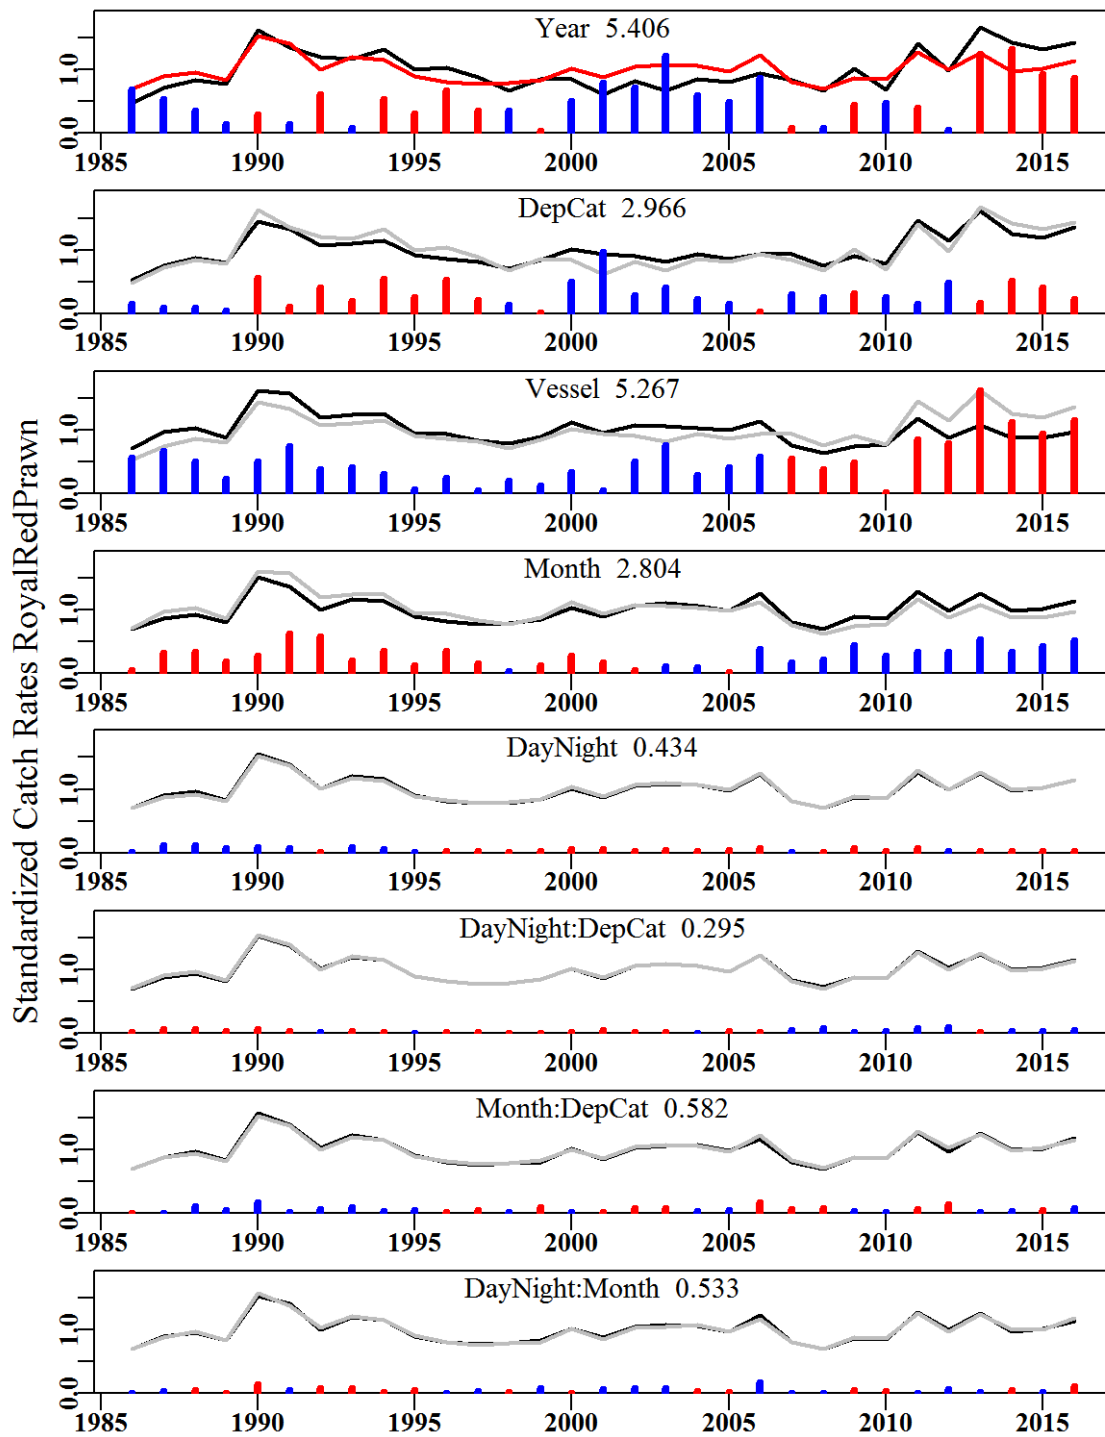 Standardized Catch Rates RoyalRedPrawn
Year 5.406
0.0 1.0
1985 1990 1995 2000 2005 2010 2015
DepCat 2.966
0.0 1.0
1985 1990 1995 2000 2005 2010 2015
Vessel 5.267
0.0 1.0
1985 1990 1995 2000 2005 2010 2015
Month 2.804
0.0 1.0
1985 1990 1995 2000 2005 2010 2015
DayNight 0.434
0.0 1.0
1985 1990 1995 2000 2005 2010 2015
DayNight:DepCat 0.295
0.0 1.0
1985 1990 1995 2000 2005 2010 2015
Month:DepCat 0.582
0.0 1.0
1985 1990 1995 2000 2005 2010 2015
DayNight:Month 0.533
0.0 1.0
1985 1990 1995 2000 2005 2010 2015